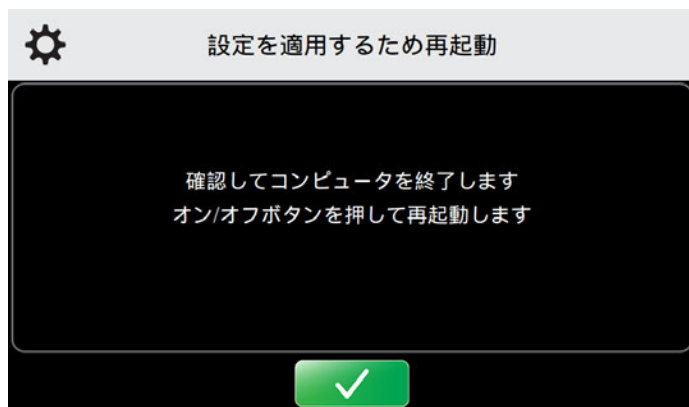 設定を適用するため再起動
確認してコンピュータを終了します
オン/オフボタンを押して再起動します